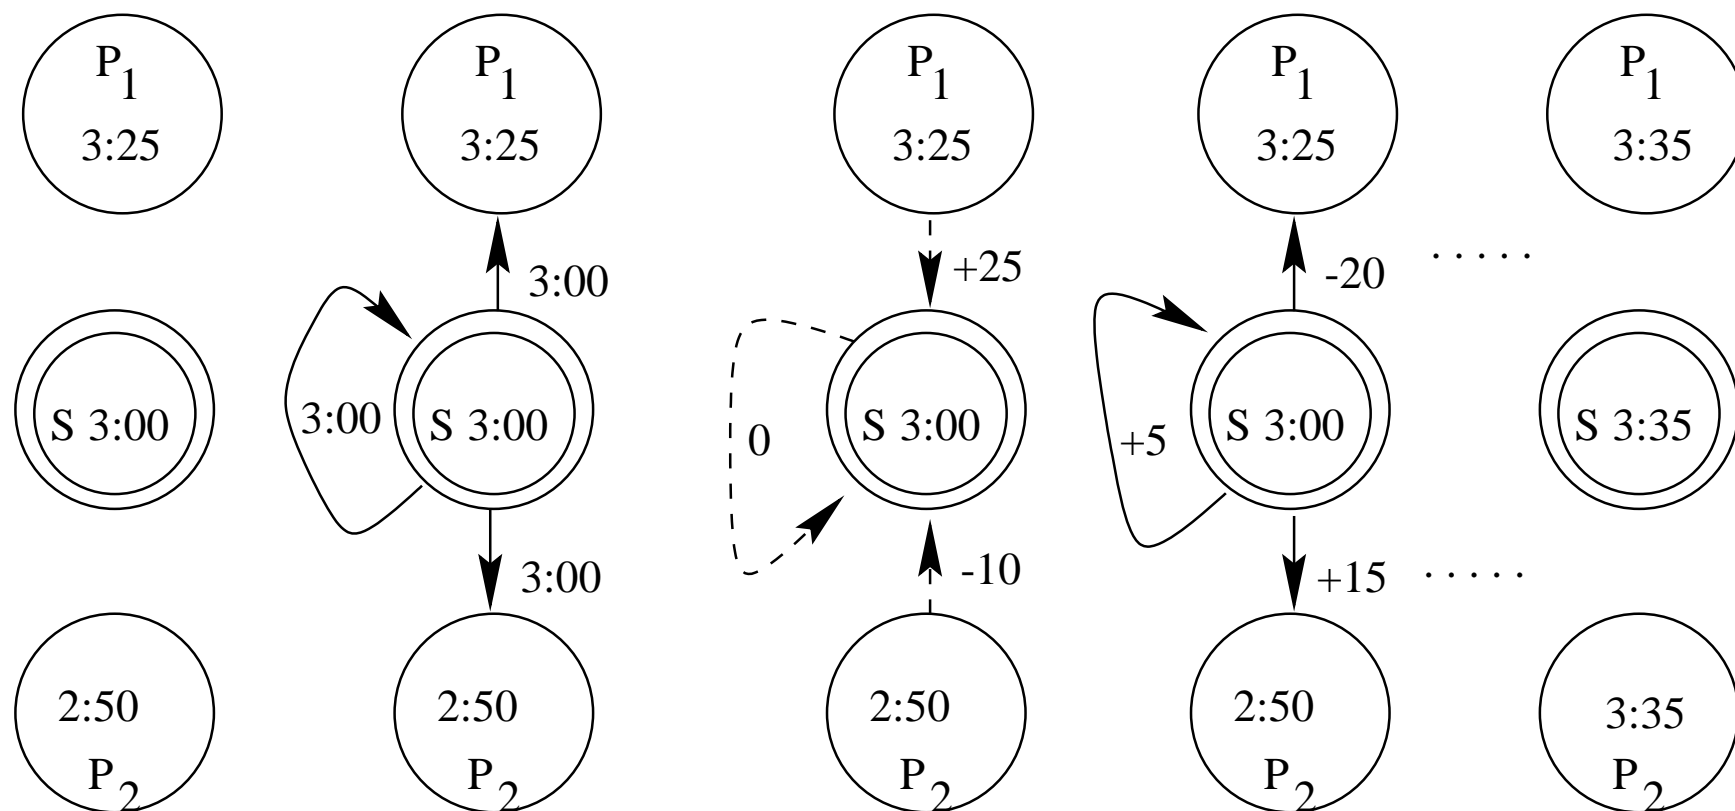 P1 P1 P1 P1 P1
3:25 3:25 3:25 3:25 3:35
3:00 +25 -20 . . . . .
3:00 0 +5
S 3:00 S 3:00 S 3:00 S 3:00 S 3:35
3:00 -10 +15 . . . . .
2:50 2:50 2:50 2:50 3:35
P2 P2 P2 P2 P2